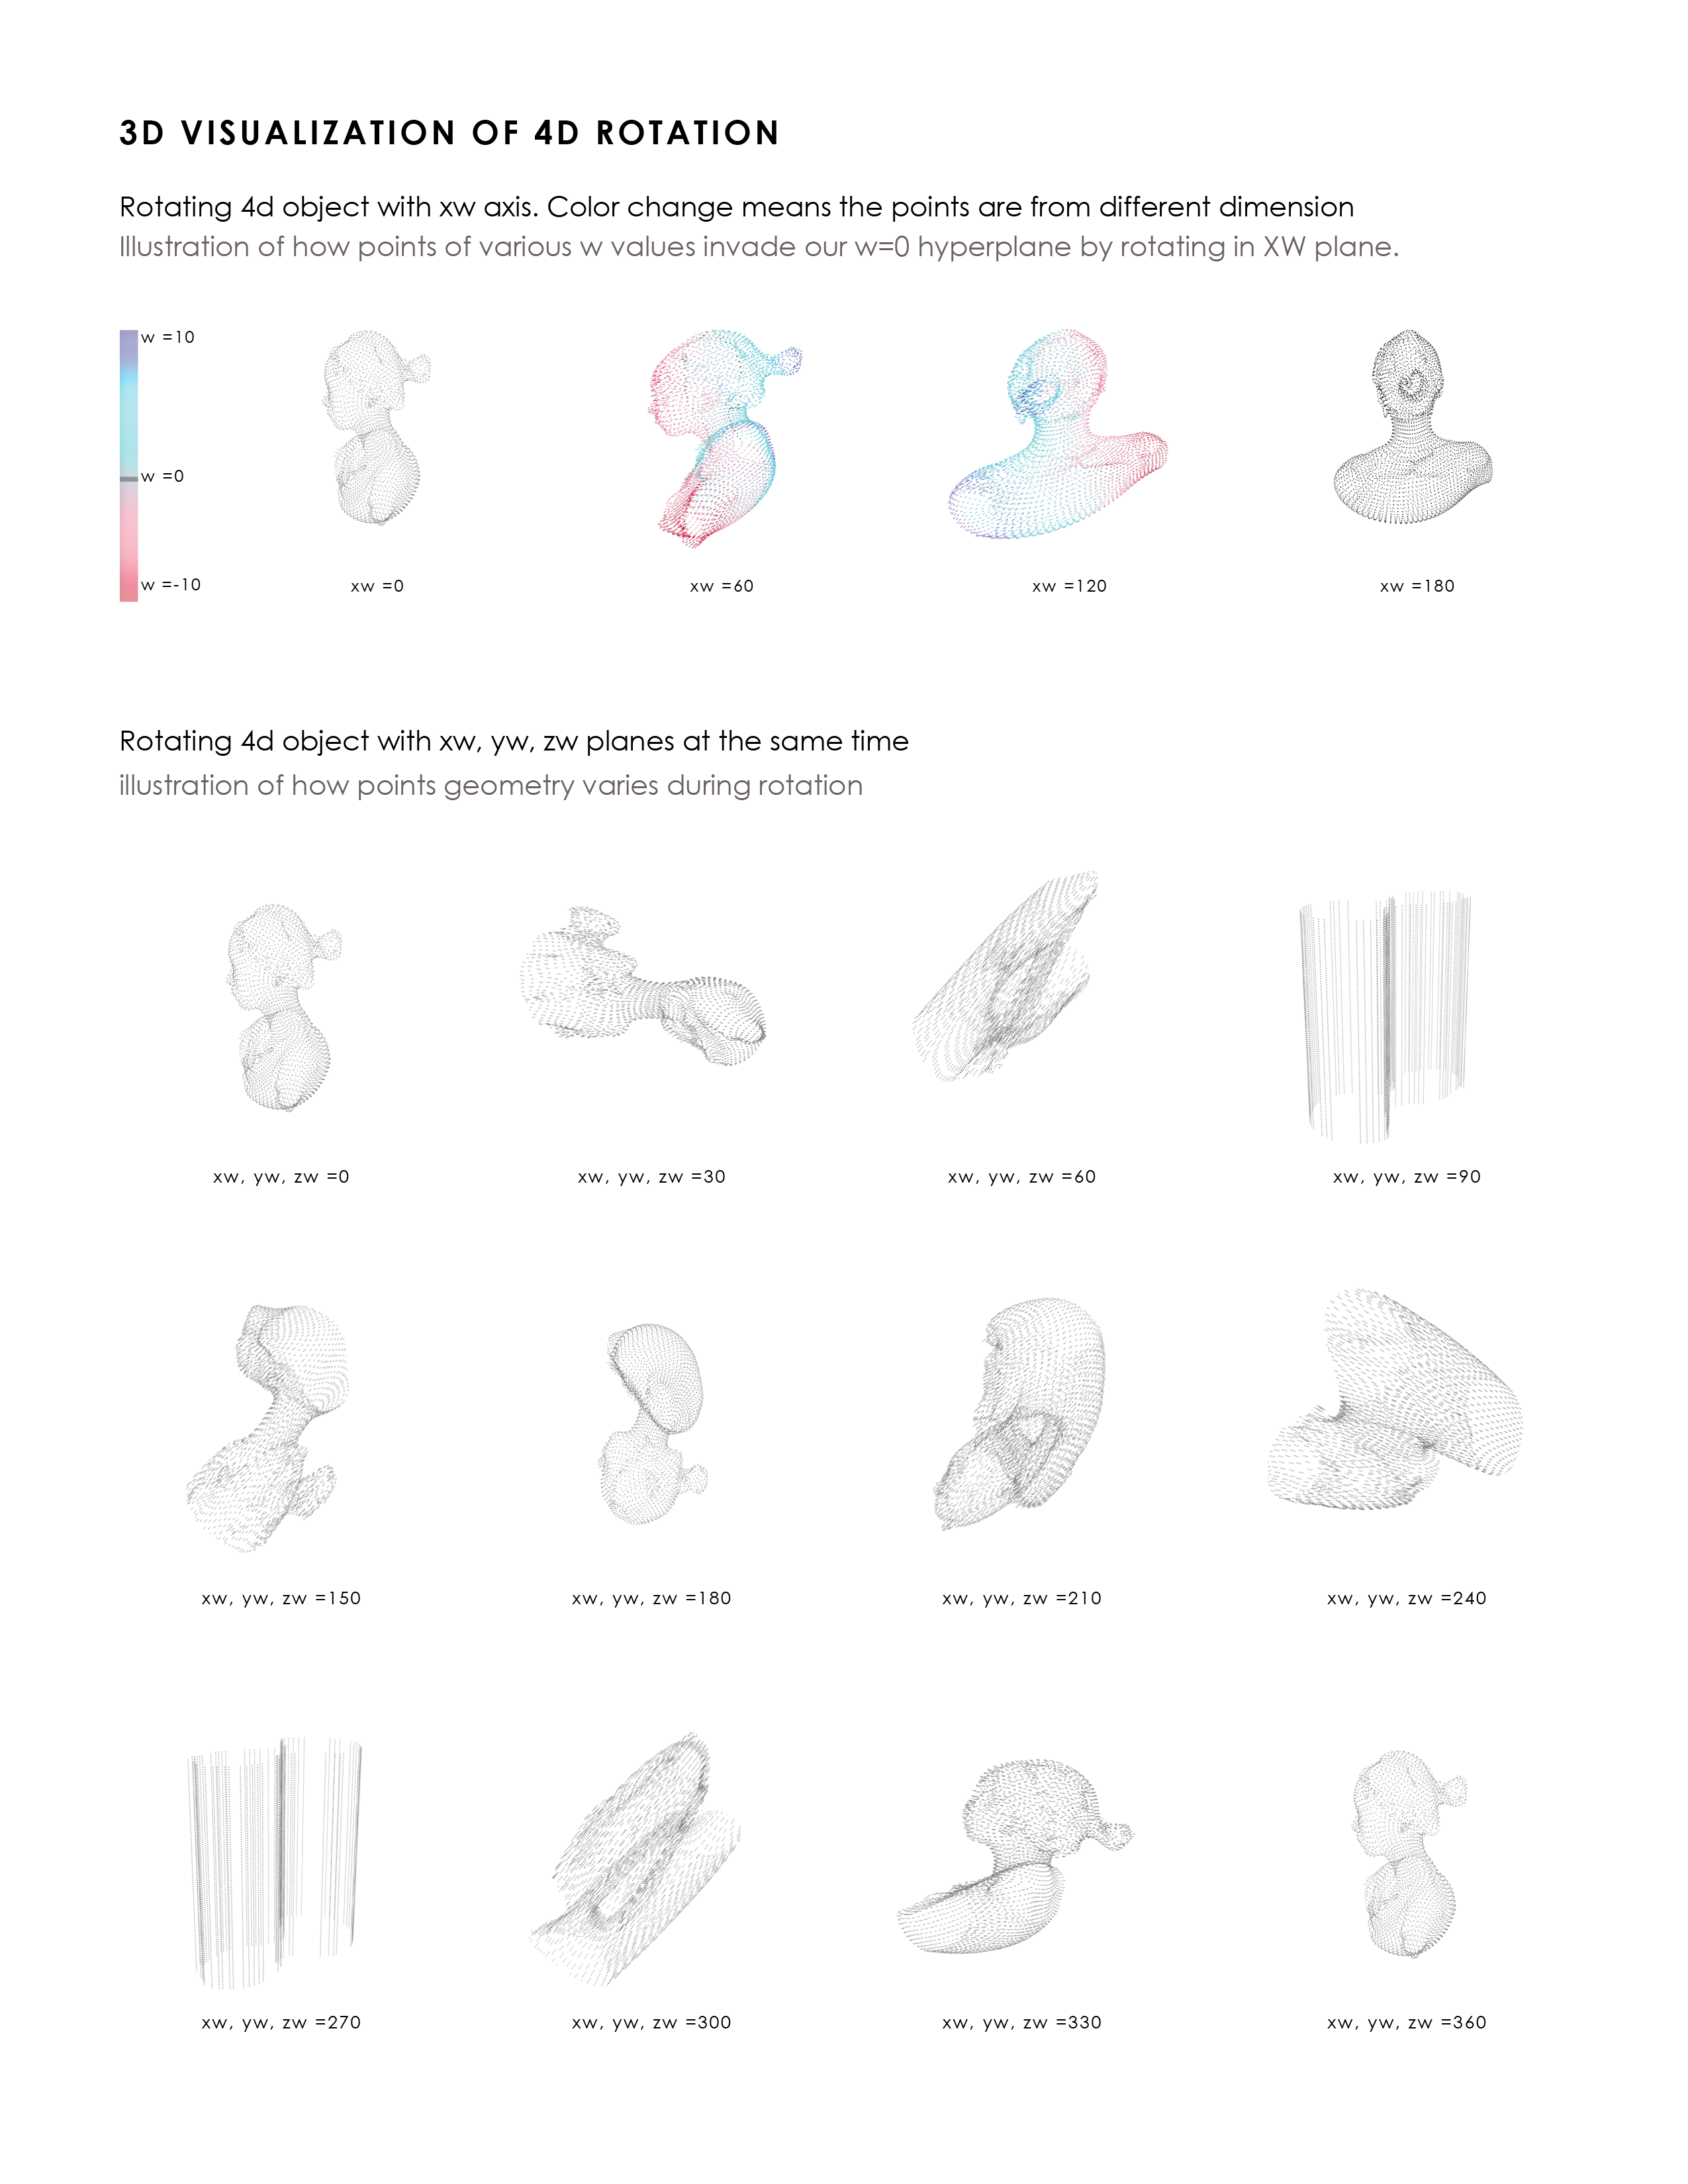 3D VISUALIZATION OF 4D ROTATION
Rotating 4d object with xw axis. Color change means the points are from different dimension
Illustration of how points of various w values invade our w=0 hyperplane by rotating in XW plane.
w =10
w =0
w =-10
xw =0
xw =60
xw =120
xw =180
Rotating 4d object with xw, yw, zw planes at the same time
illustration of how points geometry varies during rotation
xw, yw, zw =0
xw, yw, zw =30
xw, yw, zw =60
xw, yw, zw =90
xw, yw, zw =150
xw, yw, zw =180
xw, yw, zw =210
xw, yw, zw =240
xw, yw, zw =270
xw, yw, zw =300
xw, yw, zw =330
xw, yw, zw =360